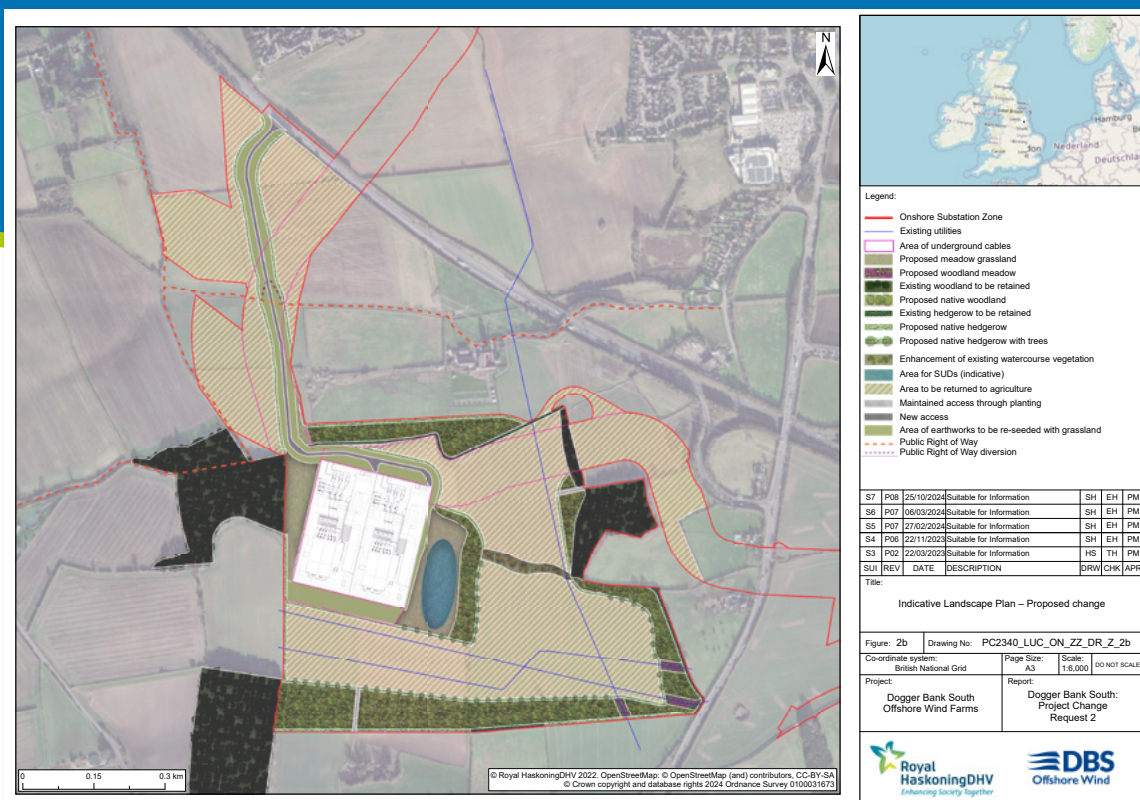 N
Hamburg
Nederland
Deutschla
Legend:
Onshore Substation Zone
Existing utilities
Area of underground cables
Proposed meadow grassland
Proposed woodland meadow
Existing woodland to be retained
Proposed native woodland
Existing hedgerow to be retained
Proposed native hedgerow
Proposed native hedgerow with trees
Enhancement of existing watercourse vegetation
Area for SUDs (indicative)
Area to be returned to agriculture
Maintained access through planting
New access
Area of earthworks to be re-seeded with grassland
Public Right of Way
Public Right of Way diversion
S7 P08 25/10/2024 Suitable for Information SH EH PM
S6 P07 06/03/2024 Suitable for Information SH EH PM
S5 P07 27/02/2024 Suitable for Information SH EH PM
S4 P06 22/11/2023 Suitable for Information SH EH PM
S3 P02 22/03/2023 Suitable for Information HS TH PM
SUI REV DATE DESCRIPTION DRW CHK APR
Title:
Indicative Landscape Plan – Proposed change
Figure: 2b Drawing No: PC2340_LUC_ON_ZZ_DR_Z_2b
Co-ordinate system: Page Size: Scale:
British National Grid A3 1:6,000 DO NOT SCALE
Project: Report:
Dogger Bank South
Offshore Wind Farms
Dogger Bank South:
Project Change
Request 2
0 0.15 0.3 km
© Royal HaskoningDHV 2022. OpenStreetMap: © OpenStreetMap (and) contributors, CC-BY-SA
© Crown copyright and database rights 2024 Ordnance Survey 0100031673
Royal
HaskoningDHV
Enhancing Society Together
DBS
Offshore Wind